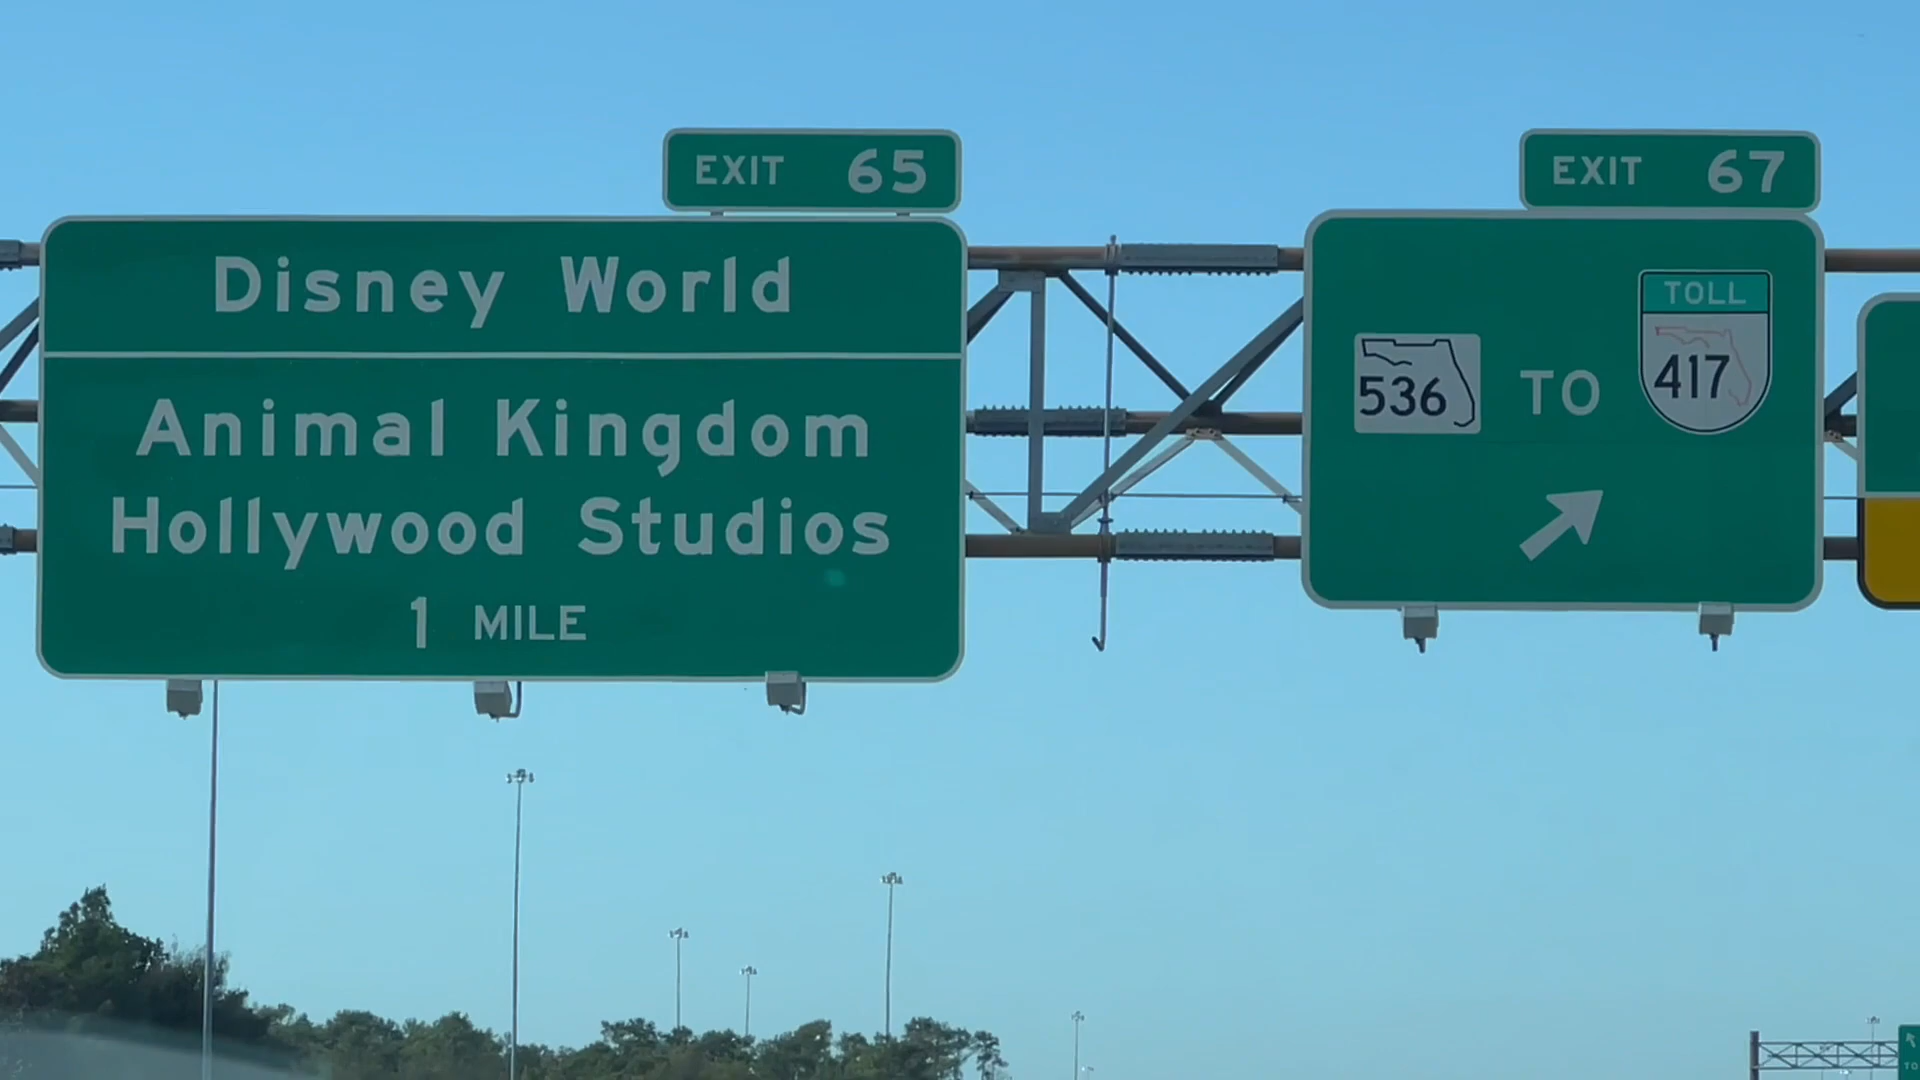 EXIT 65
Disney World
Animal Kingdom
Hollywood Studios
1 MILE
EXIT 67
536 TO TOLL 417